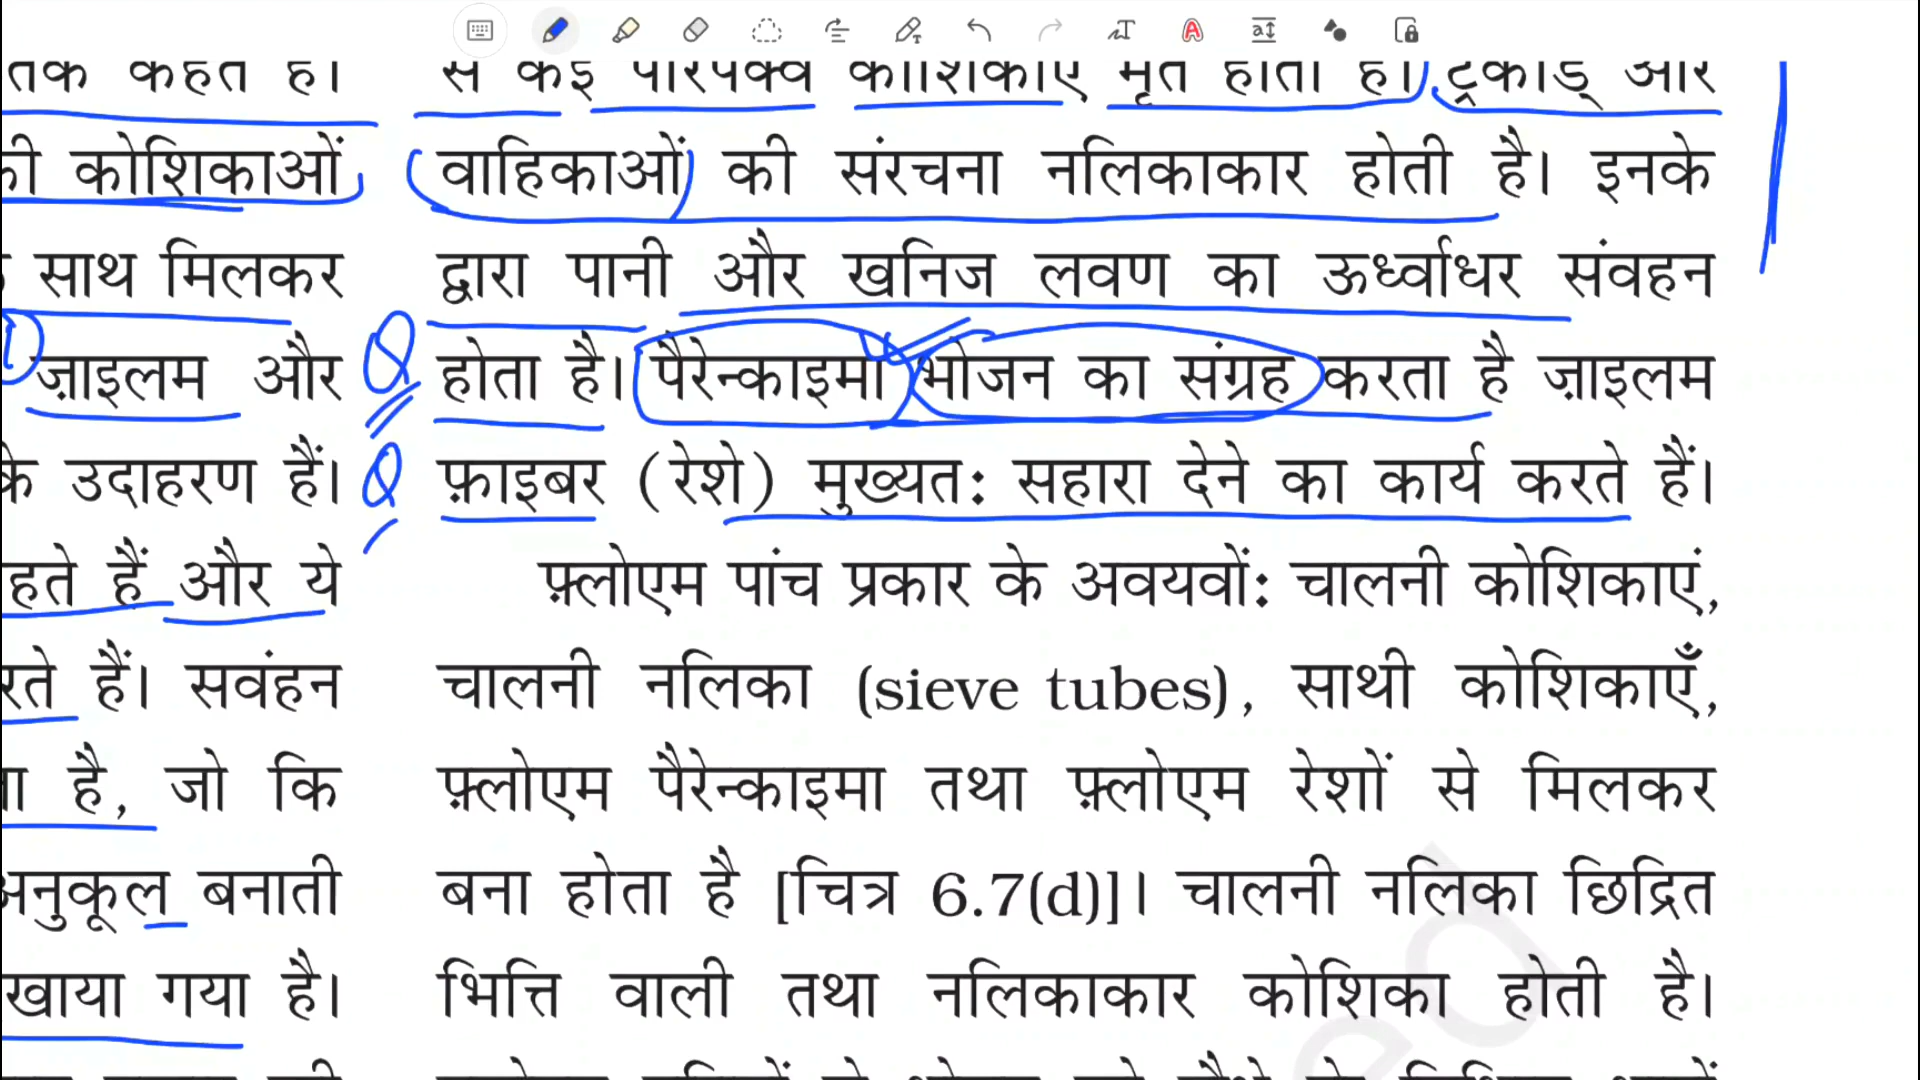 तक कहते हैं।
की कोशिकाओं
साथ मिलकर
ज़ाइलम और
के उदाहरण हैं।
हते हैं और ये
रते हैं। सवंहन
ता है, जो कि
अनुकूल बनाती
खाया गया है।
से कई परिपक्व कोशिकाएँ मृत होती हैं। ट्रैकीड् और
वाहिकाओं की संरचना नलिकाकार होती है। इनके
द्वारा पानी और खनिज लवण का ऊर्ध्वाधर संवहन
Q होता है। पैरेन्काइमा भोजन का संग्रह करता है ज़ाइलम
Q फ़ाइबर (रेशे) मुख्यत: सहारा देने का कार्य करते हैं।
फ़्लोएम पांच प्रकार के अवयवों: चालनी कोशिकाएं,
चालनी नलिका (sieve tubes), साथी कोशिकाएँ,
फ़्लोएम पैरेन्काइमा तथा फ़्लोएम रेशों से मिलकर
बना होता है [चित्र 6.7(d)]। चालनी नलिका छिद्रित
भित्ति वाली तथा नलिकाकार कोशिका होती है।